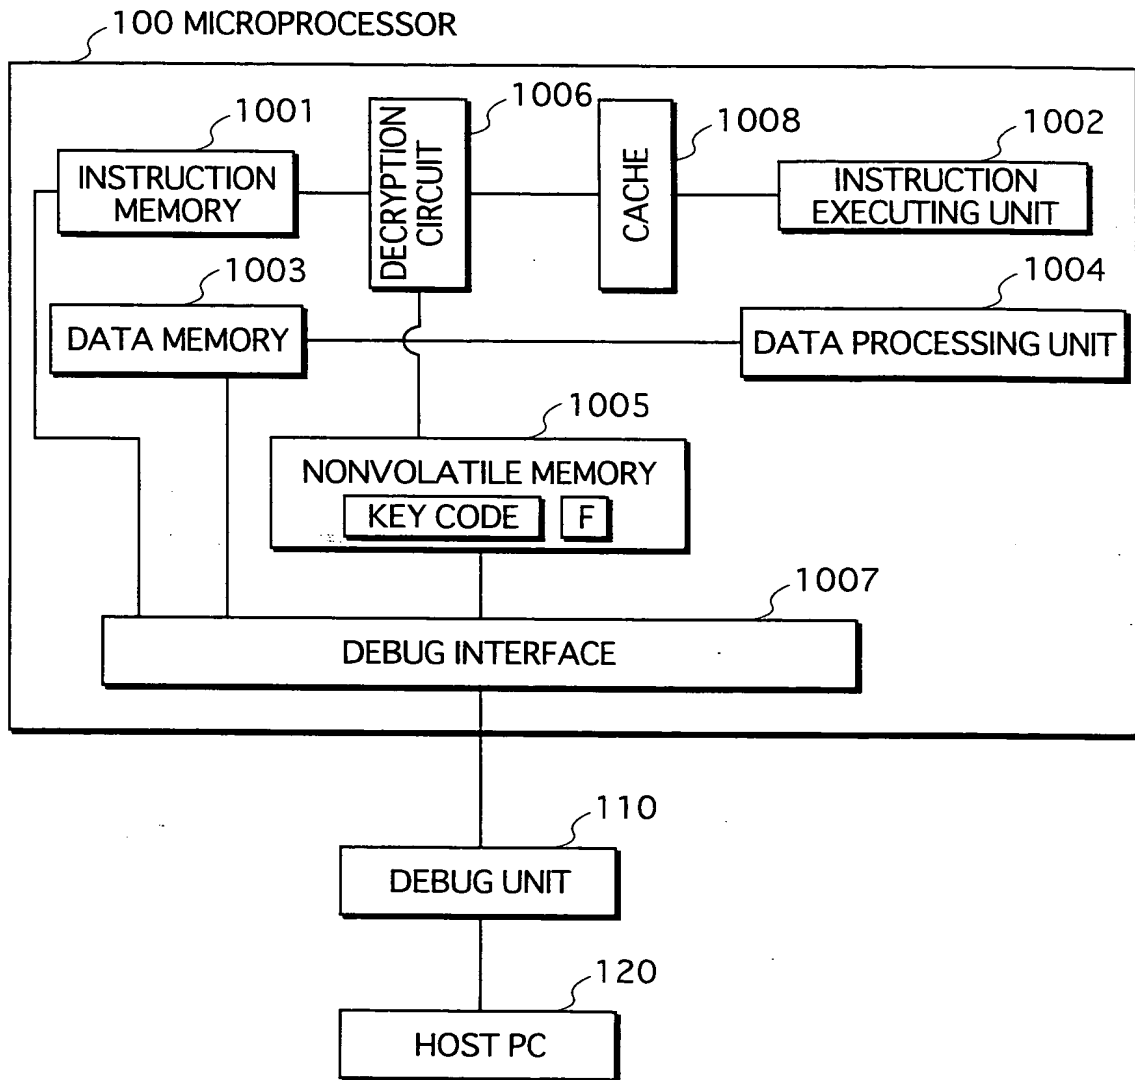 100 MICROPROCESSOR
1001
INSTRUCTION
MEMORY
1006
DECRYPTION
CIRCUIT
1008
CACHE
1002
INSTRUCTION
EXECUTING UNIT
1003
DATA MEMORY
1004
DATA PROCESSING UNIT
1005
NONVOLATILE MEMORY
KEY CODE
F
1007
DEBUG INTERFACE
110
DEBUG UNIT
120
HOST PC